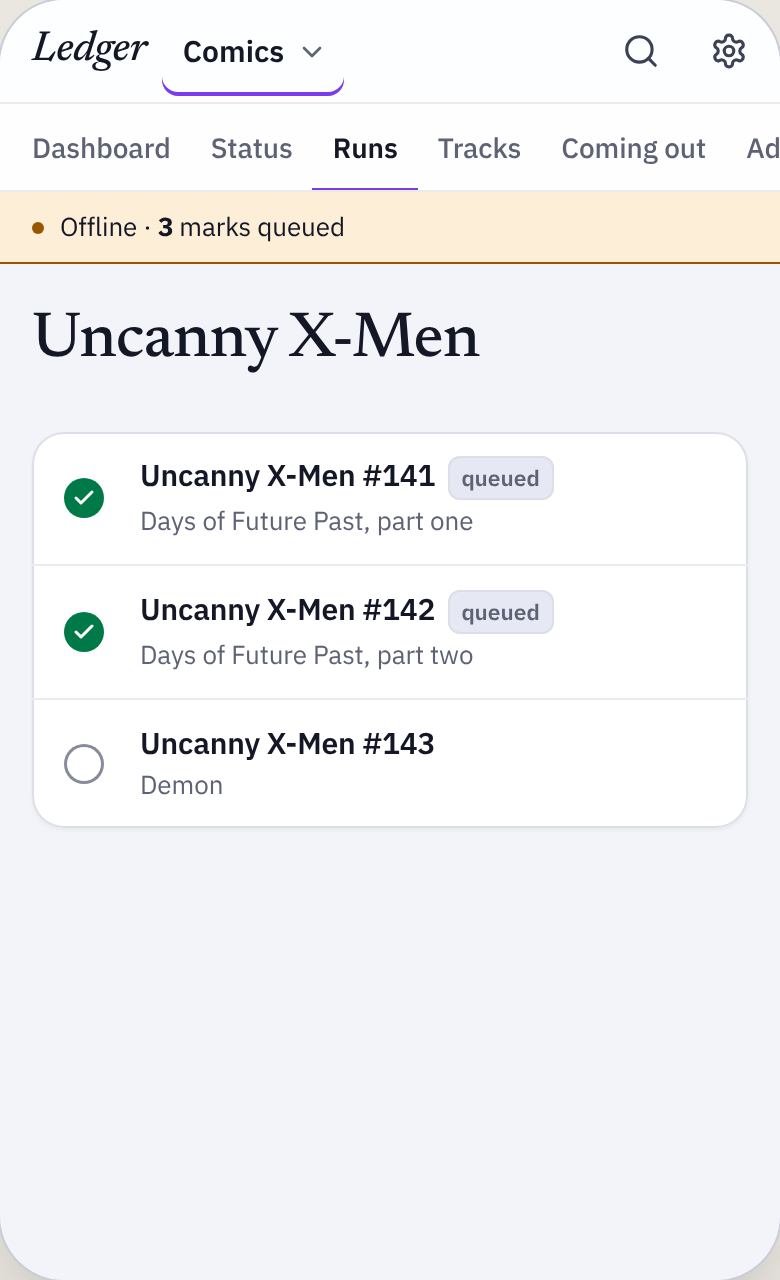 Ledger Comics
Dashboard Status Runs Tracks Coming out Ad
Offline · 3 marks queued
Uncanny X-Men
Uncanny X-Men #141 queued
Days of Future Past, part one
Uncanny X-Men #142 queued
Days of Future Past, part two
Uncanny X-Men #143
Demon